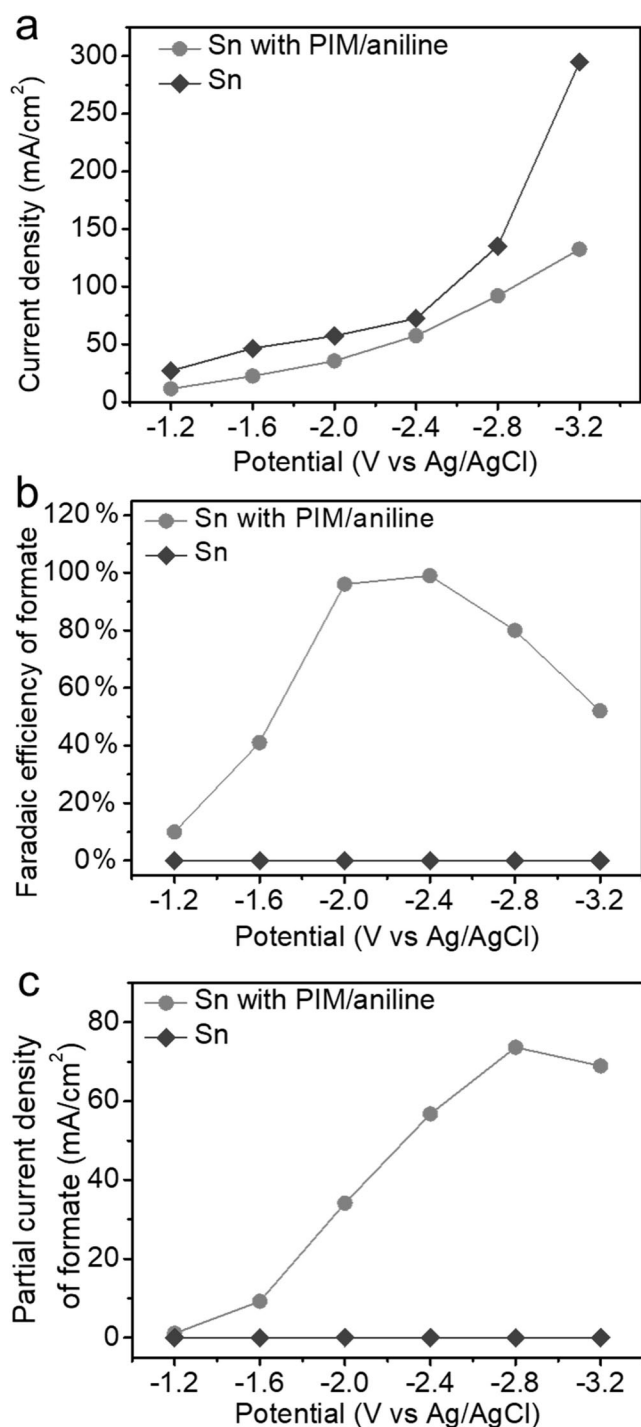 a
Sn with PIM/aniline
Sn
Current density (mA/cm²)
300
250
200
150
100
50
0
-1.2 -1.6 -2.0 -2.4 -2.8 -3.2
Potential (V vs Ag/AgCl)
b
Sn with PIM/aniline
Sn
Faradaic efficiency of formate
120%
100%
80%
60%
40%
20%
0%
-1.2 -1.6 -2.0 -2.4 -2.8 -3.2
Potential (V vs Ag/AgCl)
c
Sn with PIM/aniline
Sn
Partial current density
of formate (mA/cm²)
80
60
40
20
0
-1.2 -1.6 -2.0 -2.4 -2.8 -3.2
Potential (V vs Ag/AgCl)